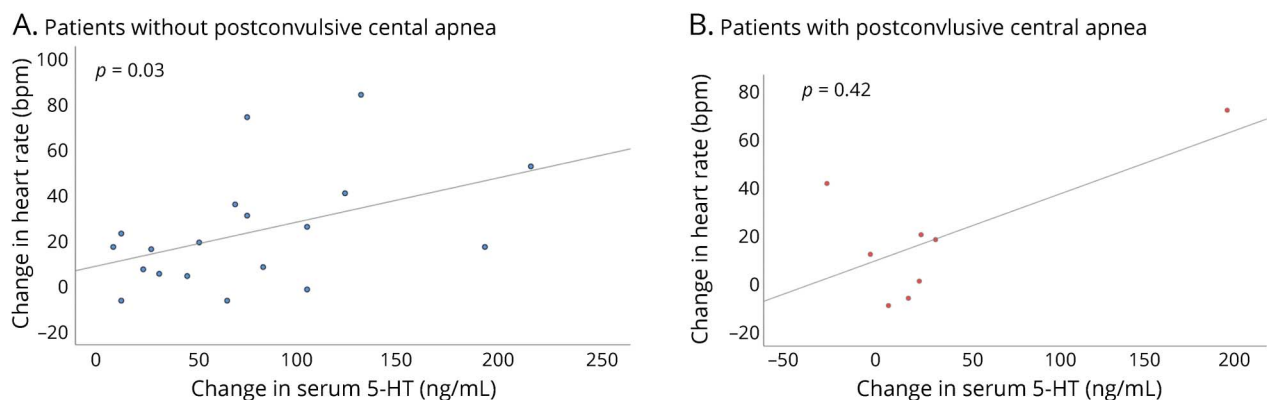 A. Patients without postconvulsive cental apnea
p = 0.03
Change in heart rate (bpm)
100
80
60
40
20
0
–20
0 50 100 150 200 250
Change in serum 5-HT (ng/mL)
B. Patients with postconvlusive central apnea
p = 0.42
Change in heart rate (bpm)
80
60
40
20
0
–20
–50 0 50 100 150 200
Change in serum 5-HT (ng/mL)